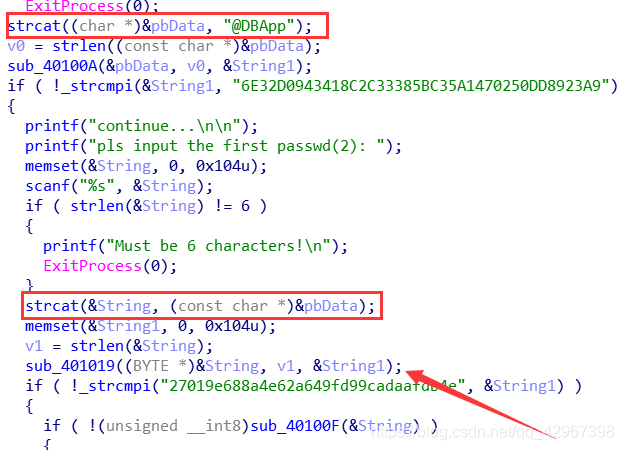 ExitProcess(0);
strcat((char *)&pbData, "@DBApp");
v0 = strlen((const char *)&pbData);
sub_40100A(&pbData, v0, &String1);
if ( !_strcmpi(&String1, "6E32D0943418C2C33385BC35A1470250DD8923A9")
{
printf("continue...\n\n");
printf("pls input the first passwd(2): ");
memset(&String, 0, 0x104u);
scanf("%s", &String);
if ( strlen(&String) != 6 )
{
printf("Must be 6 characters!\n");
ExitProcess(0);
}
strcat(&String, (const char *)&pbData);
memset(&String1, 0, 0x104u);
v1 = strlen(&String);
sub_401019((BYTE *)&String, v1, &String1);
if ( !_strcmpi("27019e688a4e62a649fd99cadaafdb4e", &String1) )
{
if ( !(unsigned __int8)sub_40100F(&String) )
{
https://blog.csdn.net/qq_42967398